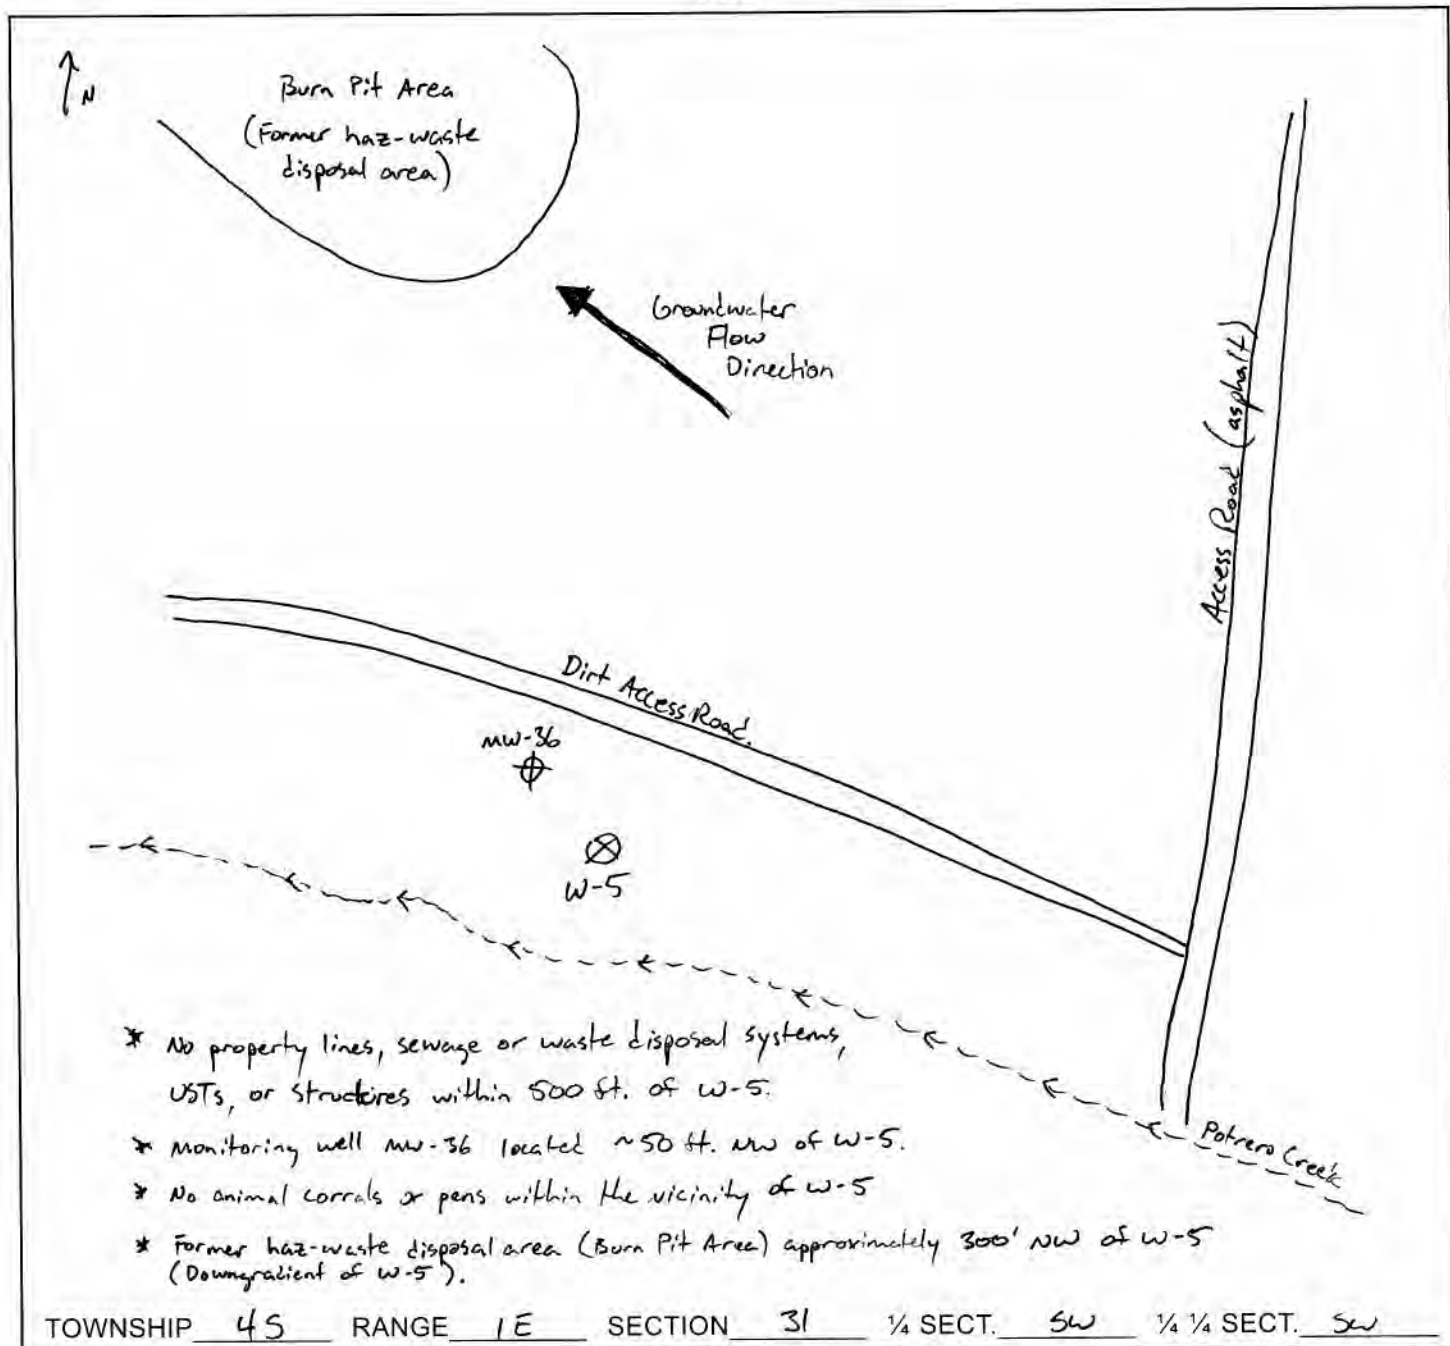 N
Burn Pit Area
(Former haz-waste
disposal area)
Groundwater
Flow
Direction
Access Road (asphalt)
Dirt Access Road.
MW-36
W-5
Potrero Creek
* No property lines, sewage or waste disposal systems,
USTs, or structures within 500 ft. of W-5.
* Monitoring well MW-36 located ~50 ft. NW of W-5.
* No animal corrals or pens within the vicinity of W-5
* Former haz-waste disposal area (Burn Pit Area) approximately 300' NW of W-5
(Downgradient of W-5).
TOWNSHIP 4S RANGE 1E SECTION 31 ¼ SECT. SW ¼ ¼ SECT. SW